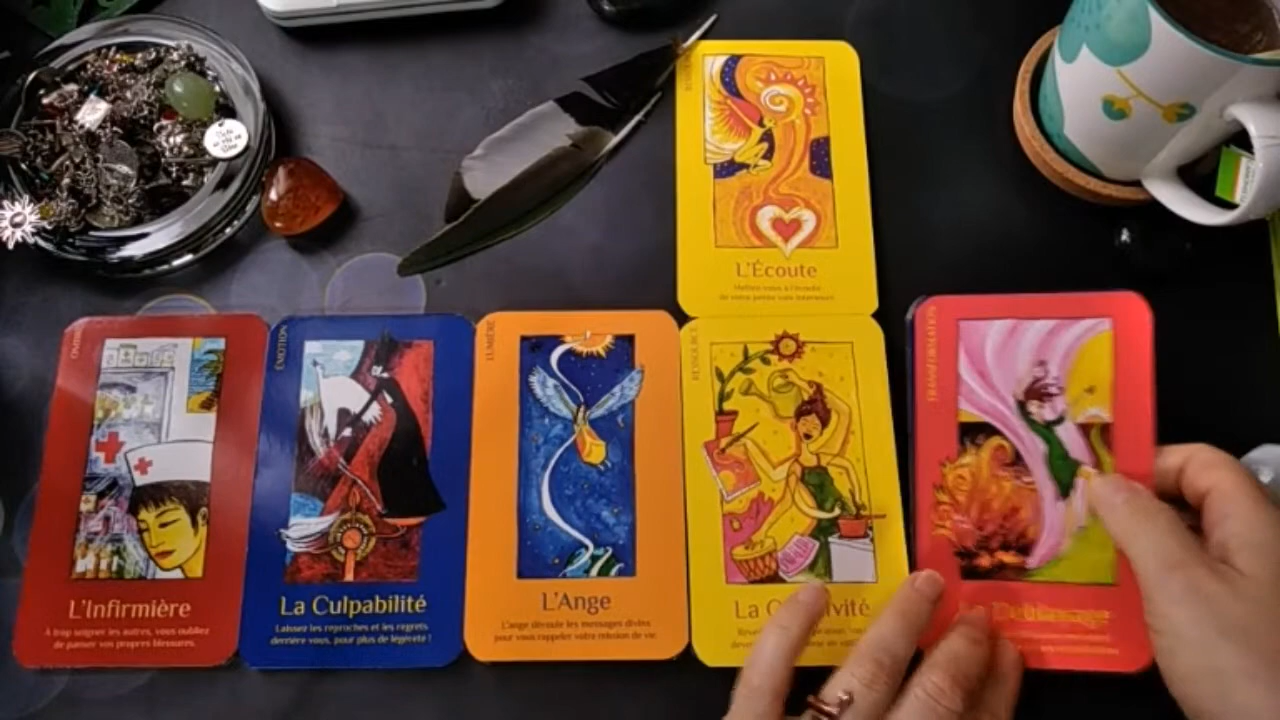 L'Écoute
Mettez-vous à l'écoute
de votre petite voix intérieure.
L'Infirmière
À trop soigner les autres, vous oubliez
de panser vos propres blessures.
ÉMOTION
La Culpabilité
Laissez les reproches et les regrets
derrière vous, pour plus de légèreté !
LUMIÈRE
L'Ange
L'ange déroule les messages divins
pour vous rappeler votre mission de vie.
RESSOURCE
La
TRANSFORMATION